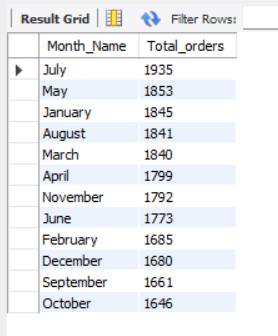 Result Grid Filter Rows:
Month_Name Total_orders
July 1935
May 1853
January 1845
August 1841
March 1840
April 1799
November 1792
June 1773
February 1685
December 1680
September 1661
October 1646